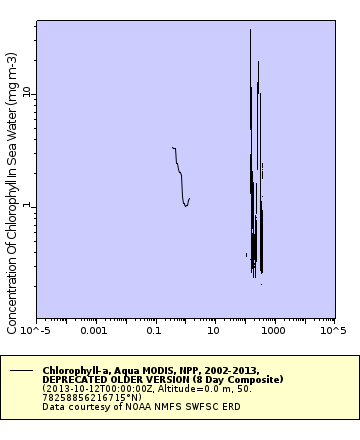 Concentration Of Chlorophyll In Sea Water (mg m-3)
10
1
10^-5
0.001
0.1
10
1000
10^5
Chlorophyll-a, Aqua MODIS, NPP, 2002-2013,
DEPRECATED OLDER VERSION (8 Day Composite)
(2013-10-12T00:00:00Z, Altitude=0.0 m, 50.
78258856216715°N)
Data courtesy of NOAA NMFS SWFSC ERD